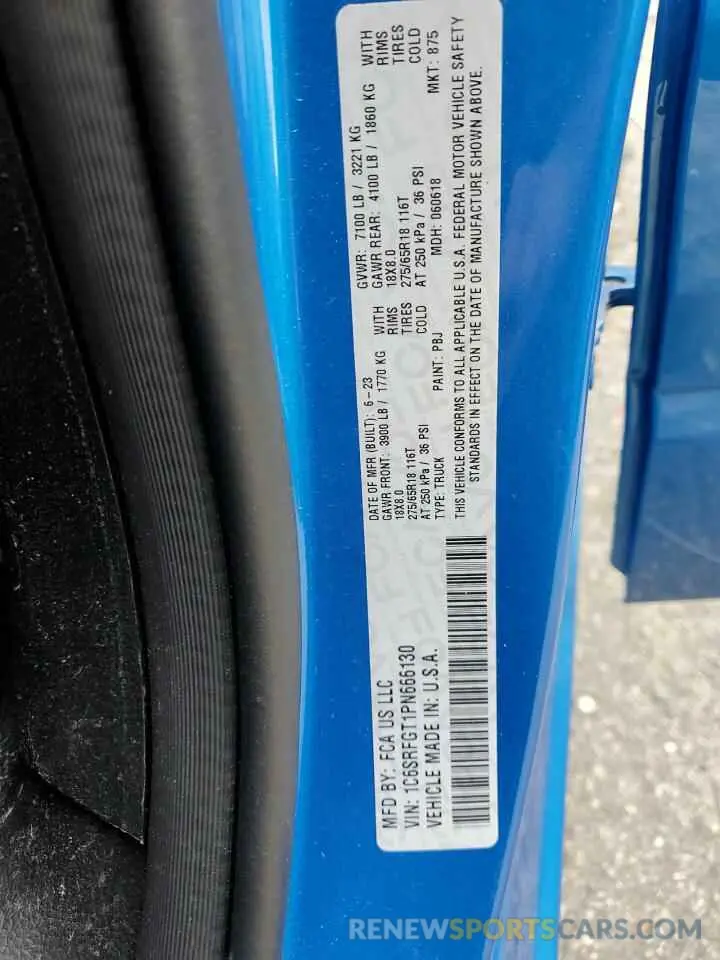 MFD BY: FCA US LLC
VIN: 1C6SRFGT1PN666130
VEHICLE MADE IN: U.S.A.
DATE OF MFR (BUILT): 6-23
GVWR: 7100 LB / 3221 KG
GAWR FRONT: 3900 LB / 1770 KG WITH
GAWR REAR: 4100 LB / 1860 KG WITH
18X8.0 RIMS
18X8.0 RIMS
275/65R18 116T TIRES
275/65R18 116T TIRES
AT 250 kPa / 36 PSI COLD
AT 250 kPa / 36 PSI COLD
TYPE: TRUCK PAINT: PBJ MDH: 060618 MKT: 875
THIS VEHICLE CONFORMS TO ALL APPLICABLE U.S.A. FEDERAL MOTOR VEHICLE SAFETY
STANDARDS IN EFFECT ON THE DATE OF MANUFACTURE SHOWN ABOVE.
RENEWSPORTSCARS.COM